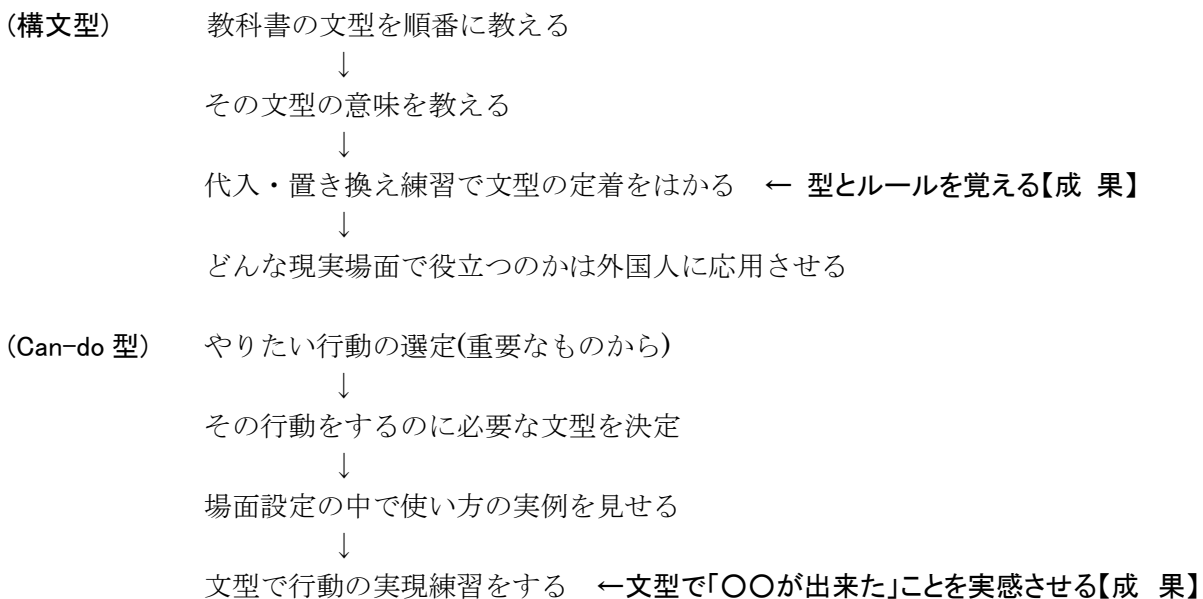 (構文型) 教科書の文型を順番に教える
↓
その文型の意味を教える
↓
代入・置き換え練習で文型の定着をはかる ← 型とルールを覚える【成 果】
↓
どんな現実場面で役立つのかは外国人に応用させる
(Can-do 型) やりたい行動の選定(重要なものから)
↓
その行動をするのに必要な文型を決定
↓
場面設定の中で使い方の実例を見せる
↓
文型で行動の実現練習をする ←文型で「〇〇が出来た」ことを実感させる【成 果】